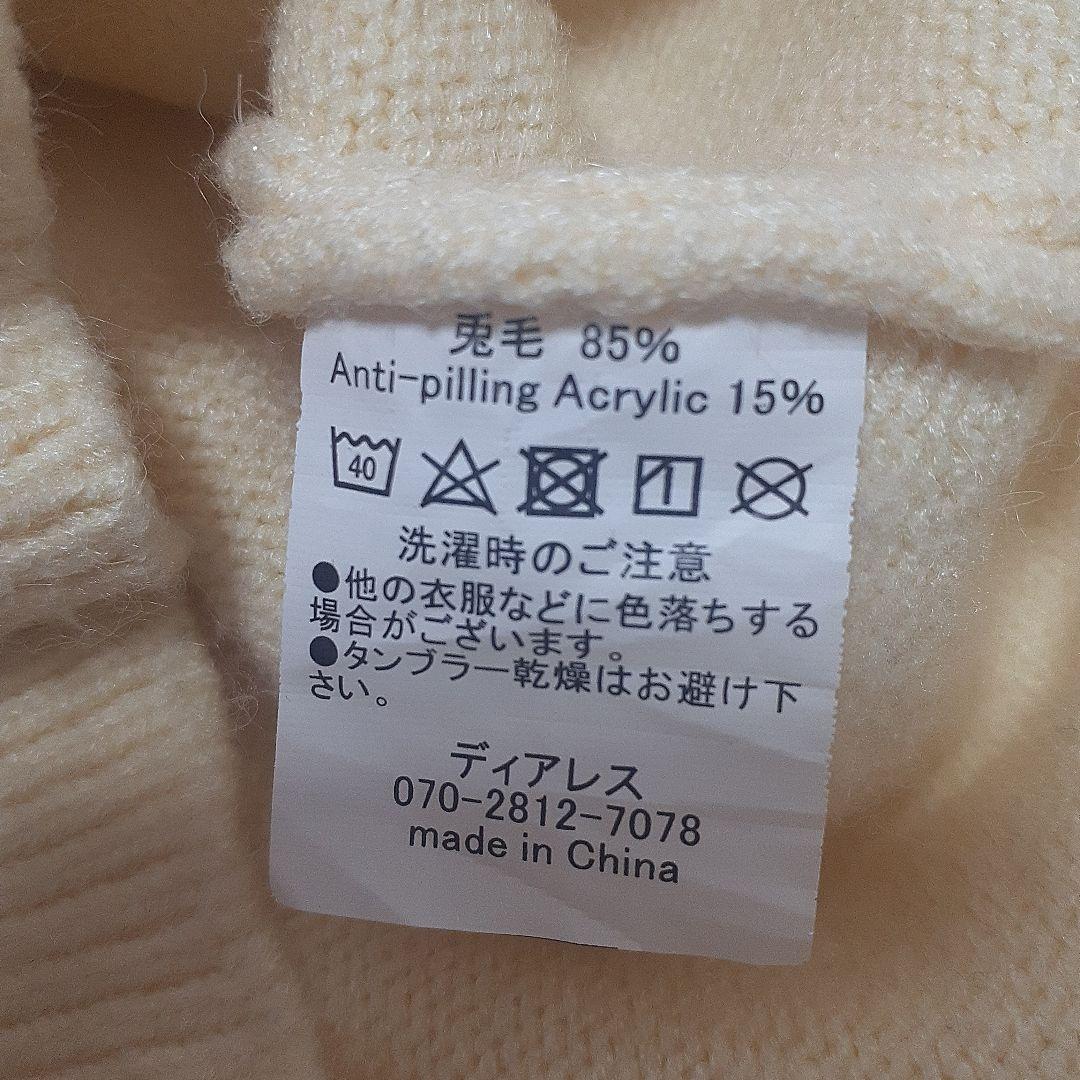 兎毛 85%
Anti-pilling Acrylic 15%
40
洗濯時のご注意
●他の衣服などに色落ちする
場合がございます。
●タンブラー乾燥はお避け下
さい。
ディアレス
070-2812-7078
made in China